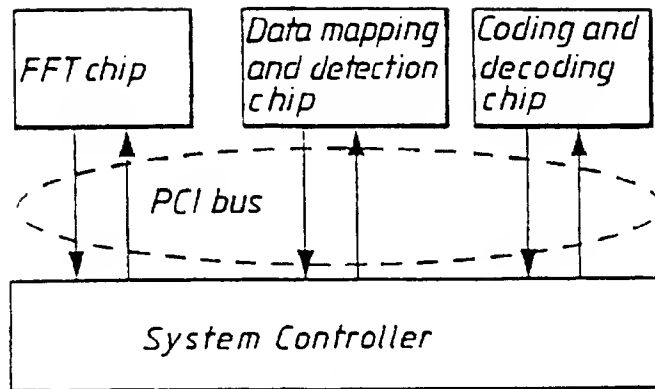 FFT chip
Data mapping
and detection
chip
Coding and
decoding
chip
PCI bus
System Controller